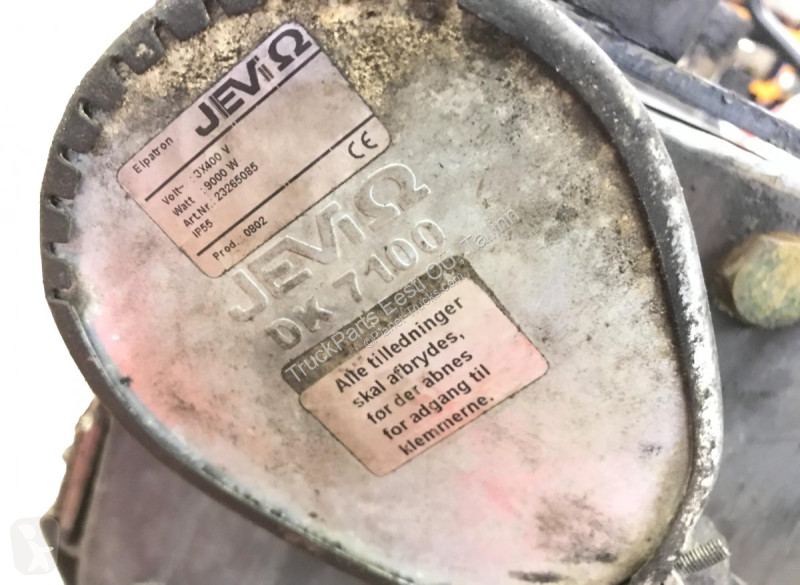 JEVi Ω
Elpatron
CE
Volt~ : 3X400 V
Watt : 9000 W
Art.Nr.: 23265085
IP55
Prod.: 0802
JEVi Ω
DK 7100
TruckParts Eesti OÜ, Tallinn
Alle tilledninger
skal afbrydes,
før der åbnes
for adgang til
klemmerne.